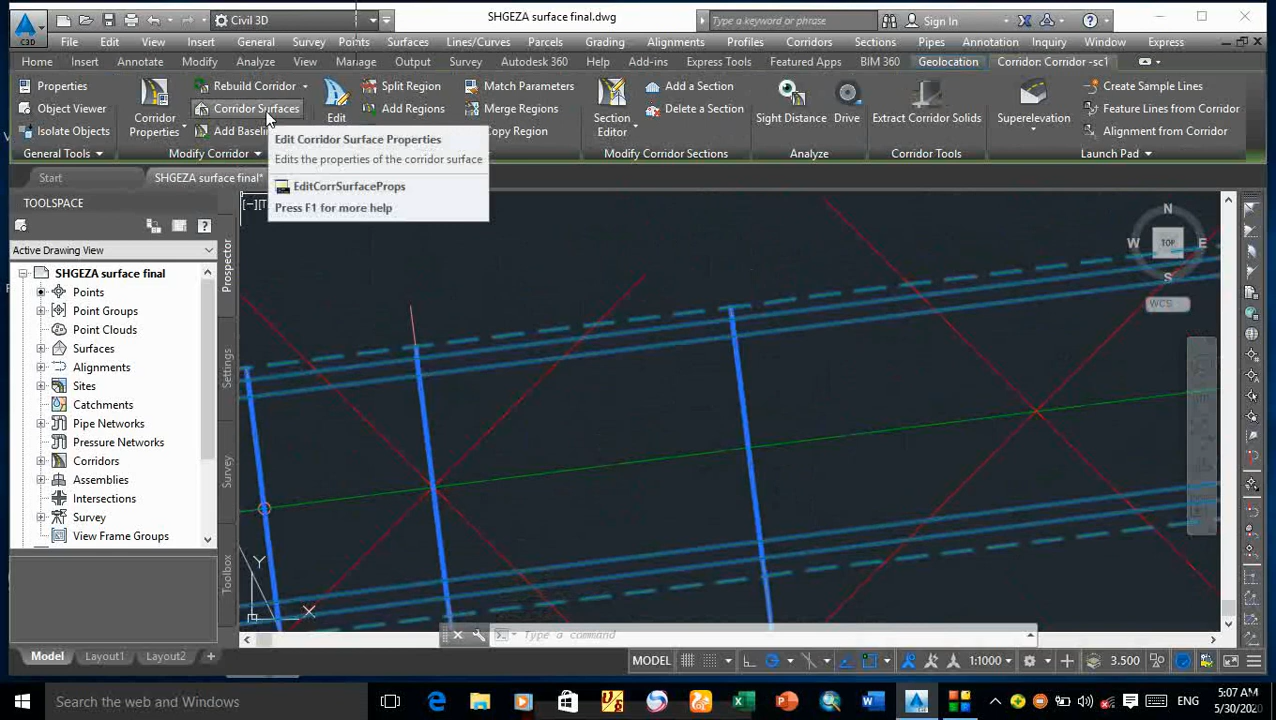 Civil 3D
SHGEZA surface final.dwg
Type a keyword or phrase
Sign In
C3D
File Edit View Insert General Survey Points Surfaces Lines/Curves Parcels Grading Alignments Profiles Corridors Sections Pipes Annotation Inquiry Window Express
Home Insert Annotate Modify Analyze View Manage Output Survey Autodesk 360 Help Add-ins Express Tools Featured Apps BIM 360 Geolocation Corridor: Corridor -sc1
Properties
Object Viewer
Isolate Objects
General Tools
Corridor Properties
Rebuild Corridor
Corridor Surfaces
Modify Corridor
Edit
Split Region
Add Regions
Match Parameters
Merge Regions
Copy Region
Section Editor
Add a Section
Delete a Section
Modify Corridor Sections
Sight Distance
Drive
Analyze
Extract Corridor Solids
Corridor Tools
Superelevation
Create Sample Lines
Feature Lines from Corridor
Alignment from Corridor
Launch Pad
Edit Corridor Surface Properties
Edits the properties of the corridor surface
EditCorrSurfaceProps
Press F1 for more help
Start
SHGEZA surface final*
TOOLSPACE
Active Drawing View
SHGEZA surface final
Points
Point Groups
Point Clouds
Surfaces
Alignments
Sites
Catchments
Pipe Networks
Pressure Networks
Corridors
Assemblies
Intersections
Survey
View Frame Groups
Prospector
Settings
Survey
Toolbox
N
W
TOP
E
S
WCS
Y
X
Type a command
Model
Layout1
Layout2
MODEL
1:1000
3.500
Search the web and Windows
ENG
5:07 AM